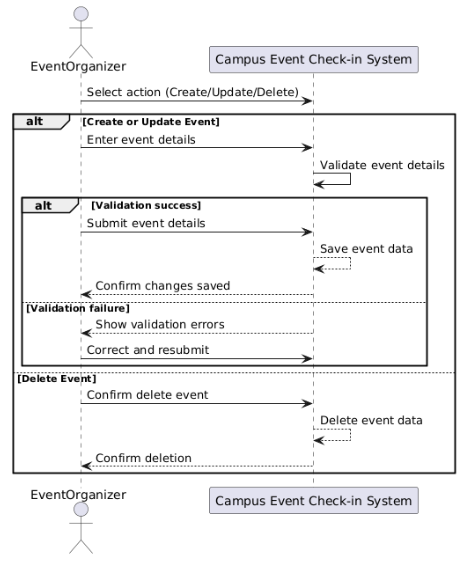 EventOrganizer
Campus Event Check-in System
Select action (Create/Update/Delete)
alt
[Create or Update Event]
Enter event details
Validate event details
alt
[Validation success]
Submit event details
Save event data
Confirm changes saved
[Validation failure]
Show validation errors
Correct and resubmit
[Delete Event]
Confirm delete event
Delete event data
Confirm deletion
EventOrganizer
Campus Event Check-in System